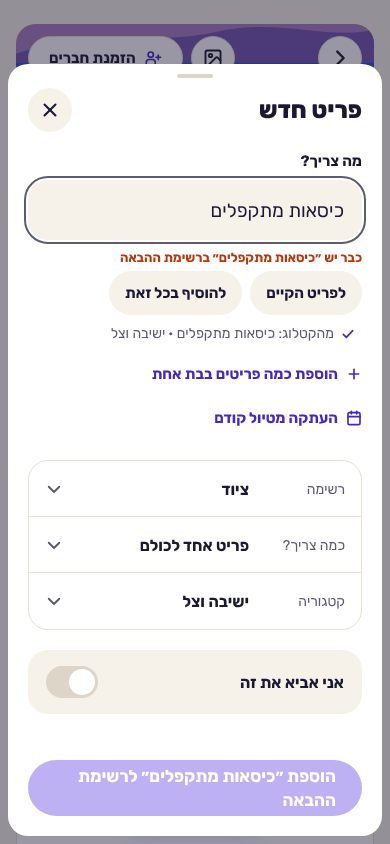 הזמנת חברים
פריט חדש
מה צריך?
כיסאות מתקפלים
כבר יש ״כיסאות מתקפלים״ ברשימת ההבאה
לפריט הקיים
להוסיף בכל זאת
מהקטלוג: כיסאות מתקפלים • ישיבה וצל
הוספת כמה פריטים בבת אחת
העתקה מטיול קודם
רשימה ציוד
כמה צריך? פריט אחד לכולם
קטגוריה ישיבה וצל
אני אביא את זה
הוספת ״כיסאות מתקפלים״ לרשימת
ההבאה